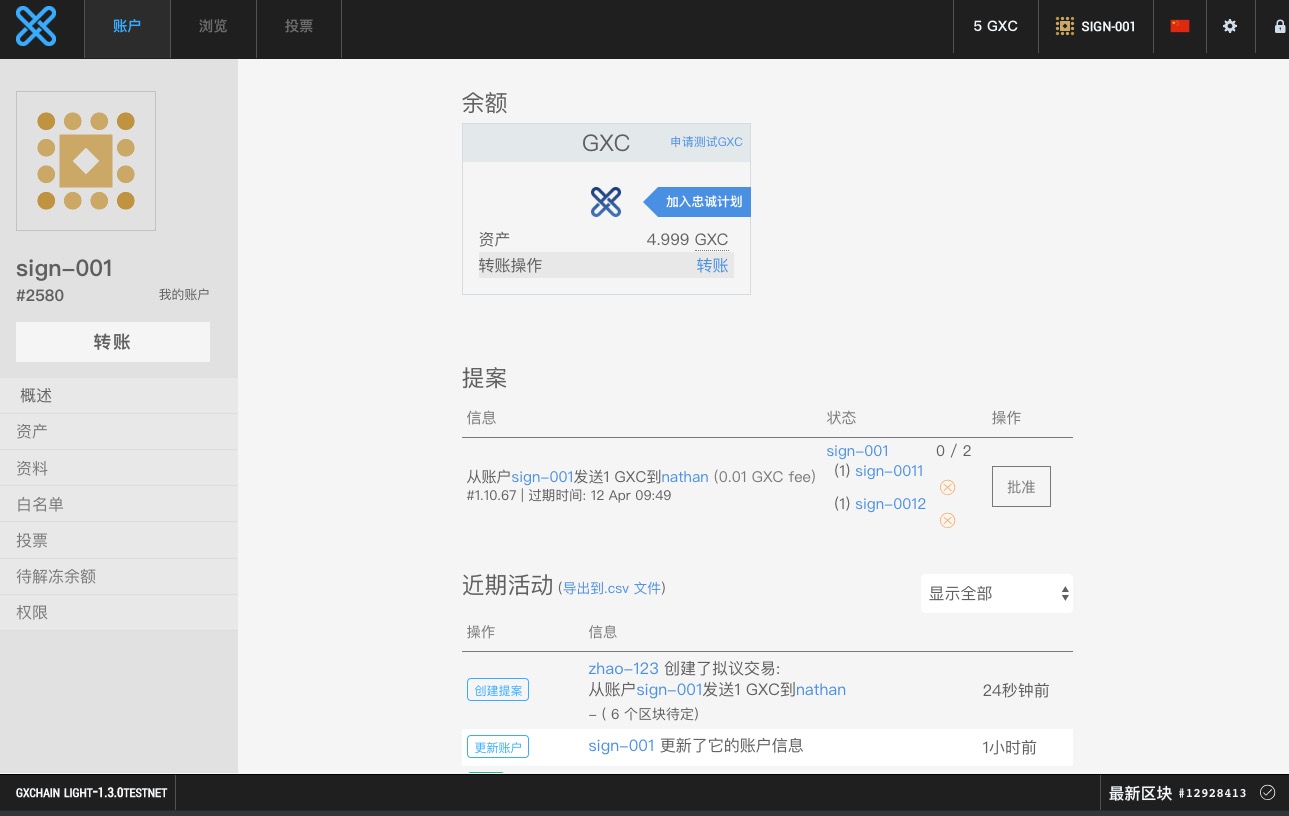 账户 浏览 投票 5 GXC SIGN-001
sign-001
#2580 我的账户
转账
概述
资产
资料
白名单
投票
待解冻余额
权限
余额
GXC 申请测试GXC
加入忠诚计划
资产 4.999 GXC
转账操作 转账
提案
信息 状态 操作
从账户sign-001发送1 GXC到nathan (0.01 GXC fee)
#1.10.67 | 过期时间: 12 Apr 09:49
sign-001 0 / 2
(1) sign-0011
(1) sign-0012
批准
近期活动 (导出到.csv 文件)
显示全部
操作 信息
创建提案
zhao-123 创建了拟议交易:
从账户sign-001发送1 GXC到nathan
- ( 6 个区块待定)
24秒钟前
更新账户 sign-001 更新了它的账户信息 1小时前
GXCHAIN LIGHT-1.3.0TESTNET 最新区块 #12928413